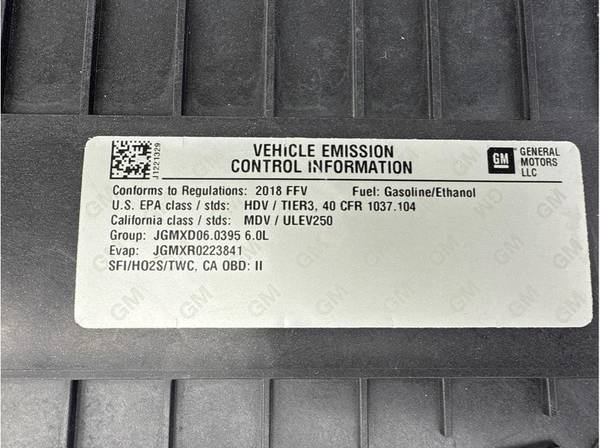 J1221329
VEHICLE EMISSION
CONTROL INFORMATION
GM
GENERAL
MOTORS
LLC
Conforms to Regulations: 2018 FFV Fuel: Gasoline/Ethanol
U.S. EPA class / stds: HDV / TIER3, 40 CFR 1037.104
California class / stds: MDV / ULEV250
Group: JGMXD06.0395 6.0L
Evap: JGMXR0223841
SFI/HO2S/TWC, CA OBD: II